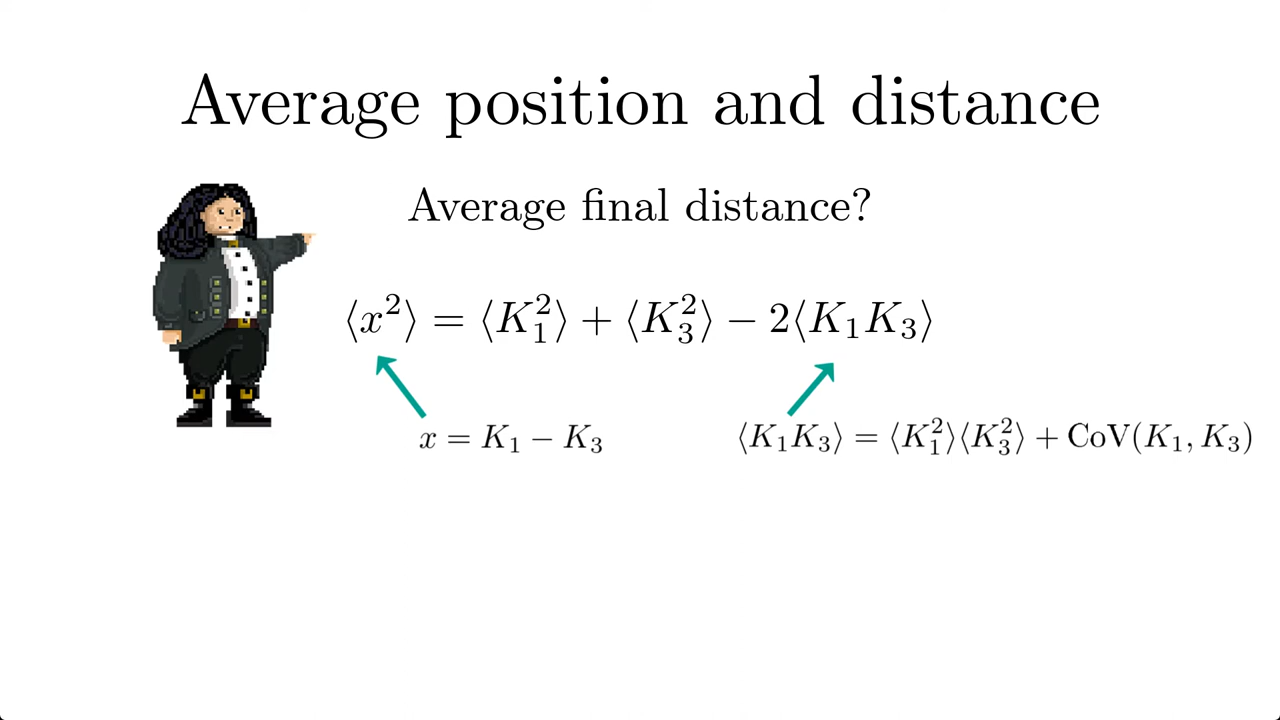 Average position and distance
Average final distance?
⟨x²⟩ = ⟨K₁²⟩ + ⟨K₃²⟩ − 2⟨K₁K₃⟩
x = K₁ − K₃
⟨K₁K₃⟩ = ⟨K₁²⟩⟨K₃²⟩ + CoV(K₁, K₃)